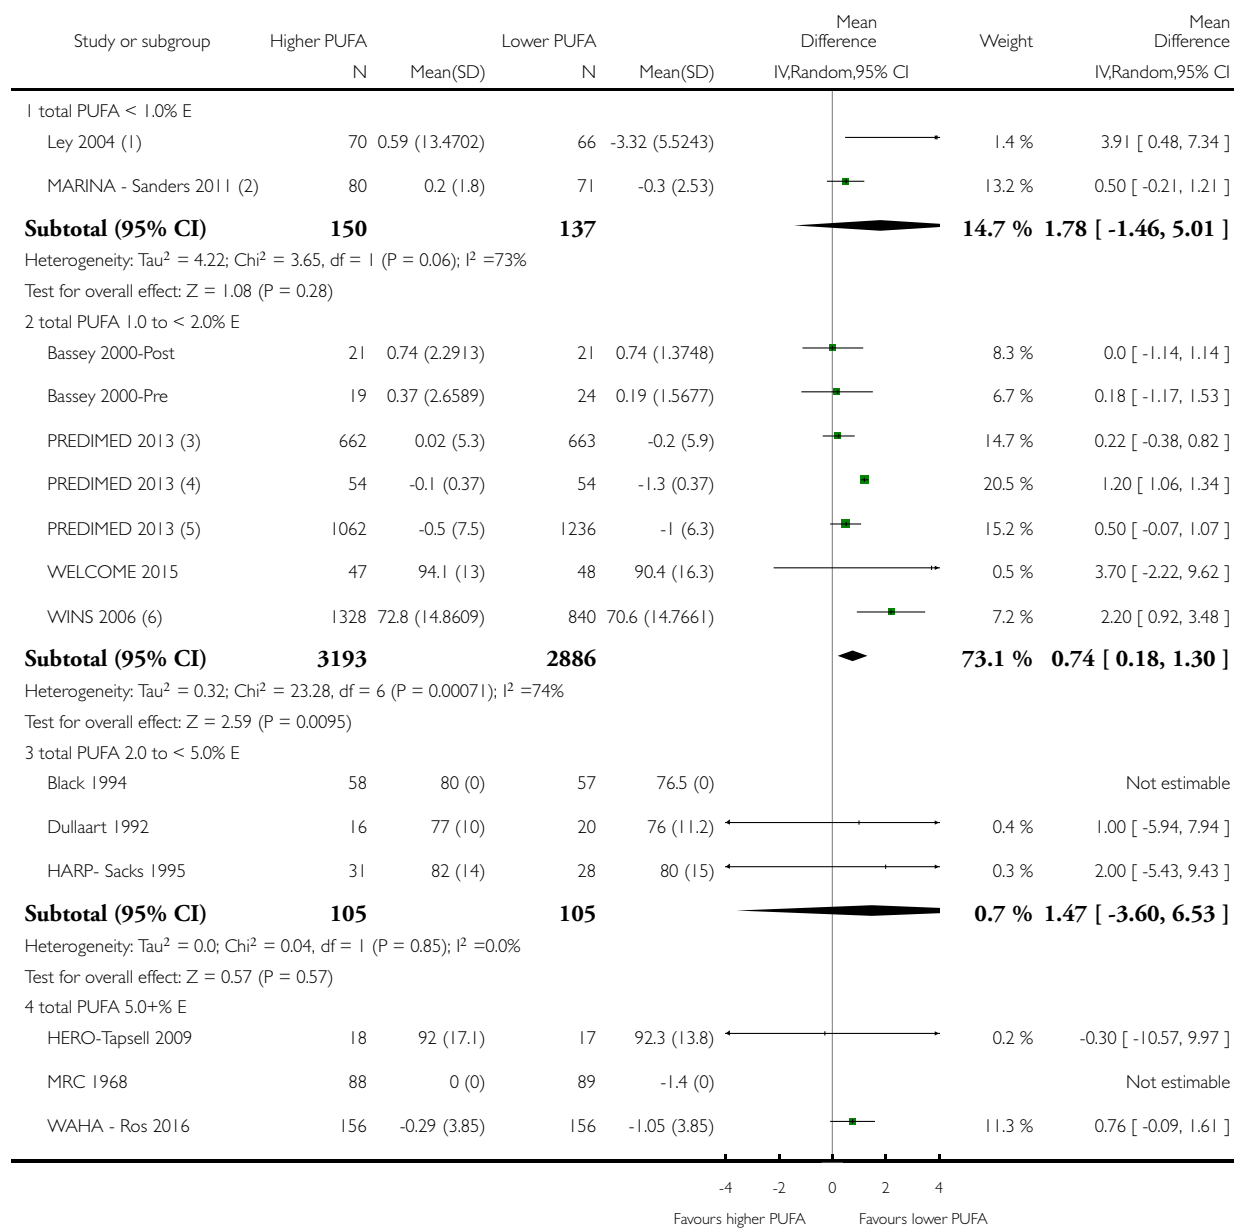 Mean Mean
Study or subgroup Higher PUFA Lower PUFA Difference Weight Difference
N Mean(SD) N Mean(SD) IV,Random,95% CI IV,Random,95% CI
1 total PUFA < 1.0% E
Ley 2004 (1) 70 0.59 (13.4702) 66 -3.32 (5.5243) 1.4 % 3.91 [ 0.48, 7.34 ]
MARINA - Sanders 2011 (2) 80 0.2 (1.8) 71 -0.3 (2.53) 13.2 % 0.50 [ -0.21, 1.21 ]
Subtotal (95% CI) 150 137 14.7 % 1.78 [ -1.46, 5.01 ]
Heterogeneity: Tau² = 4.22; Chi² = 3.65, df = 1 (P = 0.06); I² =73%
Test for overall effect: Z = 1.08 (P = 0.28)
2 total PUFA 1.0 to < 2.0% E
Bassey 2000-Post 21 0.74 (2.2913) 21 0.74 (1.3748) 8.3 % 0.0 [ -1.14, 1.14 ]
Bassey 2000-Pre 19 0.37 (2.6589) 24 0.19 (1.5677) 6.7 % 0.18 [ -1.17, 1.53 ]
PREDIMED 2013 (3) 662 0.02 (5.3) 663 -0.2 (5.9) 14.7 % 0.22 [ -0.38, 0.82 ]
PREDIMED 2013 (4) 54 -0.1 (0.37) 54 -1.3 (0.37) 20.5 % 1.20 [ 1.06, 1.34 ]
PREDIMED 2013 (5) 1062 -0.5 (7.5) 1236 -1 (6.3) 15.2 % 0.50 [ -0.07, 1.07 ]
WELCOME 2015 47 94.1 (13) 48 90.4 (16.3) 0.5 % 3.70 [ -2.22, 9.62 ]
WINS 2006 (6) 1328 72.8 (14.8609) 840 70.6 (14.7661) 7.2 % 2.20 [ 0.92, 3.48 ]
Subtotal (95% CI) 3193 2886 73.1 % 0.74 [ 0.18, 1.30 ]
Heterogeneity: Tau² = 0.32; Chi² = 23.28, df = 6 (P = 0.00071); I² =74%
Test for overall effect: Z = 2.59 (P = 0.0095)
3 total PUFA 2.0 to < 5.0% E
Black 1994 58 80 (0) 57 76.5 (0) Not estimable
Dullaart 1992 16 77 (10) 20 76 (11.2) 0.4 % 1.00 [ -5.94, 7.94 ]
HARP- Sacks 1995 31 82 (14) 28 80 (15) 0.3 % 2.00 [ -5.43, 9.43 ]
Subtotal (95% CI) 105 105 0.7 % 1.47 [ -3.60, 6.53 ]
Heterogeneity: Tau² = 0.0; Chi² = 0.04, df = 1 (P = 0.85); I² =0.0%
Test for overall effect: Z = 0.57 (P = 0.57)
4 total PUFA 5.0+% E
HERO-Tapsell 2009 18 92 (17.1) 17 92.3 (13.8) 0.2 % -0.30 [ -10.57, 9.97 ]
MRC 1968 88 0 (0) 89 -1.4 (0) Not estimable
WAHA - Ros 2016 156 -0.29 (3.85) 156 -1.05 (3.85) 11.3 % 0.76 [ -0.09, 1.61 ]
-4 -2 0 2 4
Favours higher PUFA Favours lower PUFA